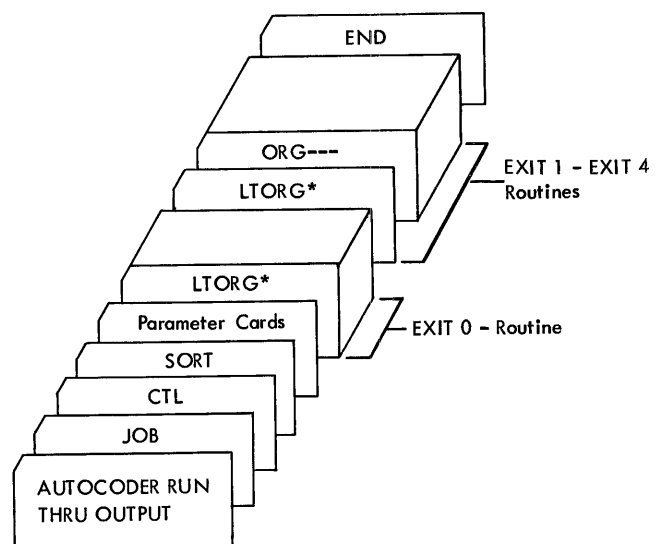 END
ORG---
LTORG*
EXIT 1 - EXIT 4
Routines
LTORG*
Parameter Cards
EXIT 0 - Routine
SORT
CTL
JOB
AUTOCODER RUN
THRU OUTPUT